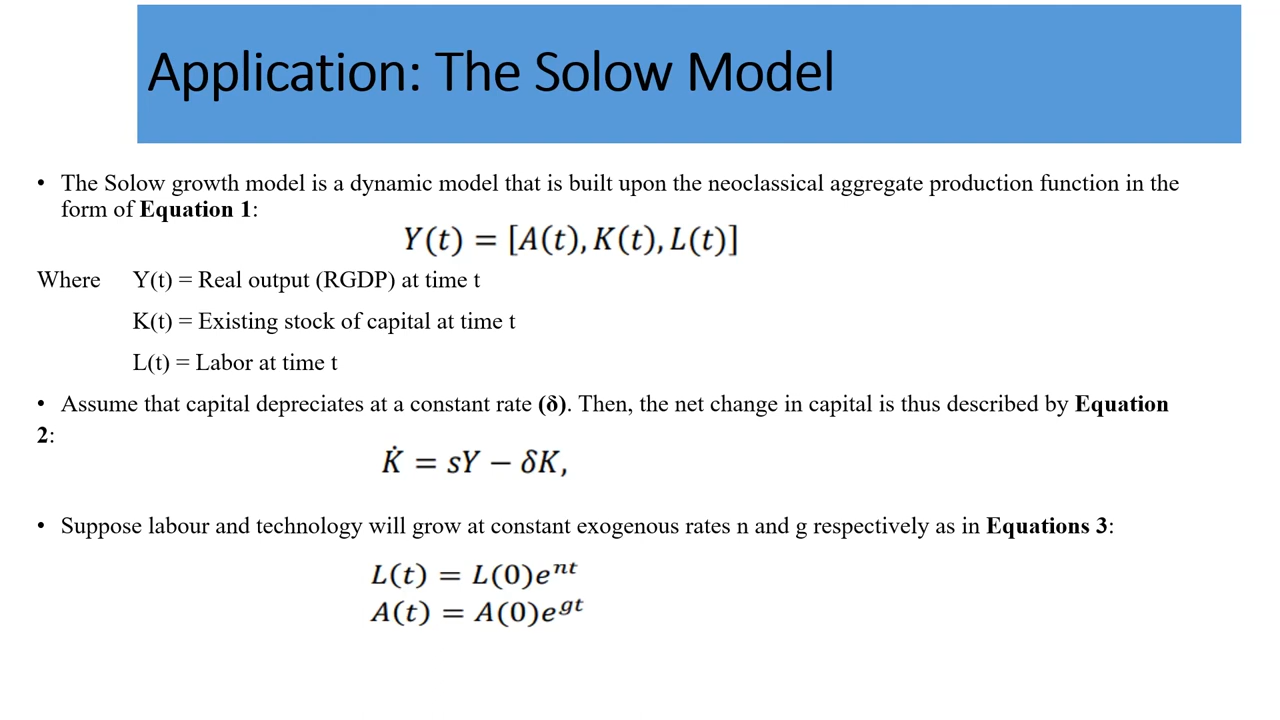 Application: The Solow Model
• The Solow growth model is a dynamic model that is built upon the neoclassical aggregate production function in the
form of Equation 1:
Y(t) = [A(t), K(t), L(t)]
Where Y(t) = Real output (RGDP) at time t
K(t) = Existing stock of capital at time t
L(t) = Labor at time t
• Assume that capital depreciates at a constant rate (δ). Then, the net change in capital is thus described by Equation
2:
K̇ = sY − δK,
• Suppose labour and technology will grow at constant exogenous rates n and g respectively as in Equations 3:
L(t) = L(0)e^{nt}
A(t) = A(0)e^{gt}